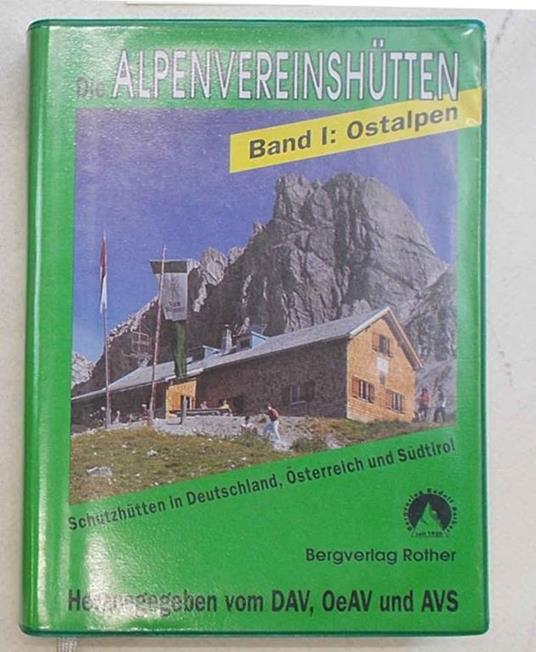 Die ALPENVEREINSHÜTTEN
Band I: Ostalpen
Schutzhütten in Deutschland, Österreich und Südtirol
Bergverlag Rother
Herausgegeben vom DAV, OeAV und AVS